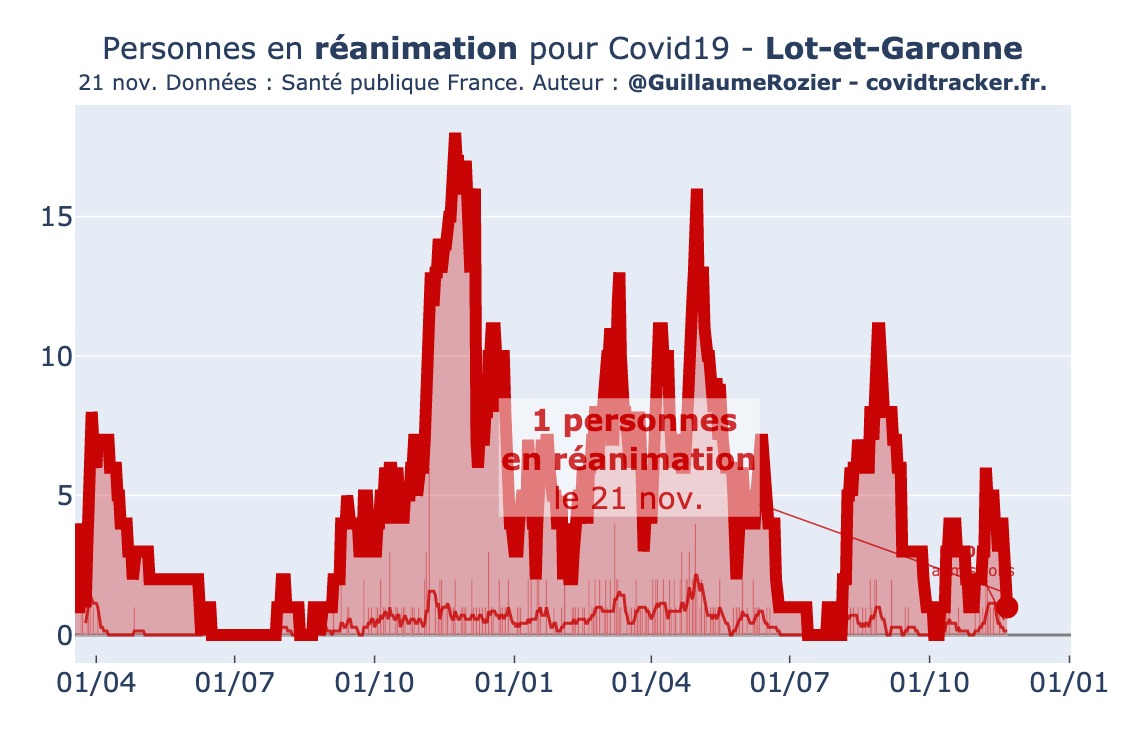 Personnes en réanimation pour Covid19 - Lot-et-Garonne
21 nov. Données : Santé publique France. Auteur : @GuillaumeRozier - covidtracker.fr.
15
10
5
0
1 personnes
en réanimation
le 21 nov.
01/04 01/07 01/10 01/01 01/04 01/07 01/10 01/01